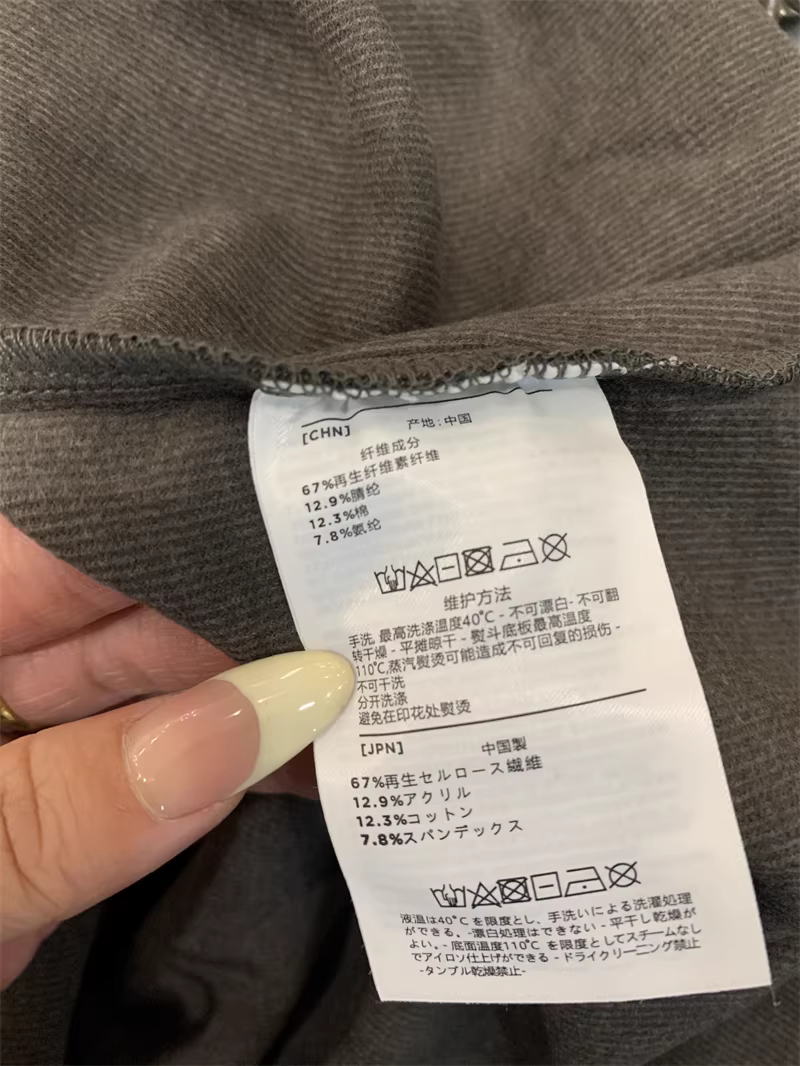 [CHN] 产地:中国
纤维成分
67%再生纤维素纤维
12.9%腈纶
12.3%棉
7.8%氨纶
维护方法
手洗, 最高洗涤温度40°C - 不可漂白- 不可翻
转干燥 - 平摊晾干 - 熨斗底板最高温度
110°C,蒸汽熨烫可能造成不可回复的损伤 -
不可干洗
分开洗涤
避免在印花处熨烫
[JPN] 中国製
67%再生セルロース繊維
12.9%アクリル
12.3%コットン
7.8%スパンデックス
液温は40°C を限度とし、手洗いによる洗濯処理
ができる。-漂白処理はできない - 平干し乾燥が
よい。- 底面温度110°C を限度としてスチームなし
でアイロン仕上げができる - ドライクリーニング禁止
-タンブル乾燥禁止-